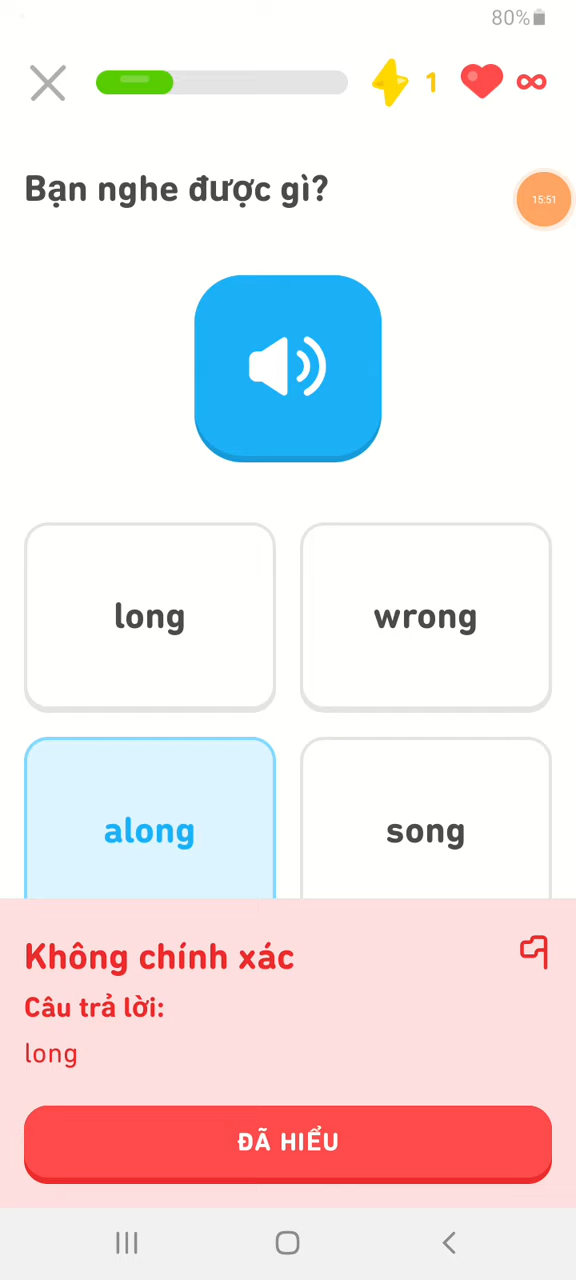 80%
1
Bạn nghe được gì?
15:51
long
wrong
along
song
Không chính xác
Câu trả lời:
long
ĐÃ HIỂU